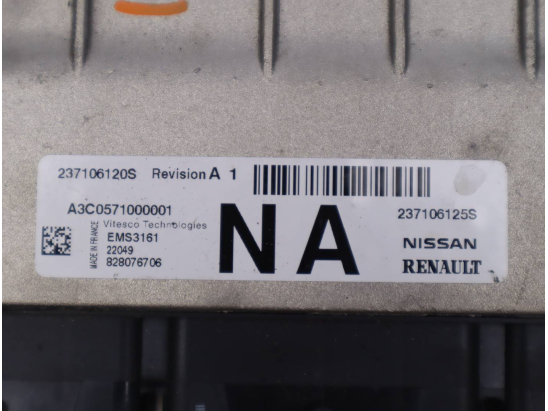 237106120S Revision A 1
A3C0571000001 237106125S
Vitesco Technologies
MADE IN FRANCE
EMS3161
22049
828076706
NA
NISSAN
RENAULT